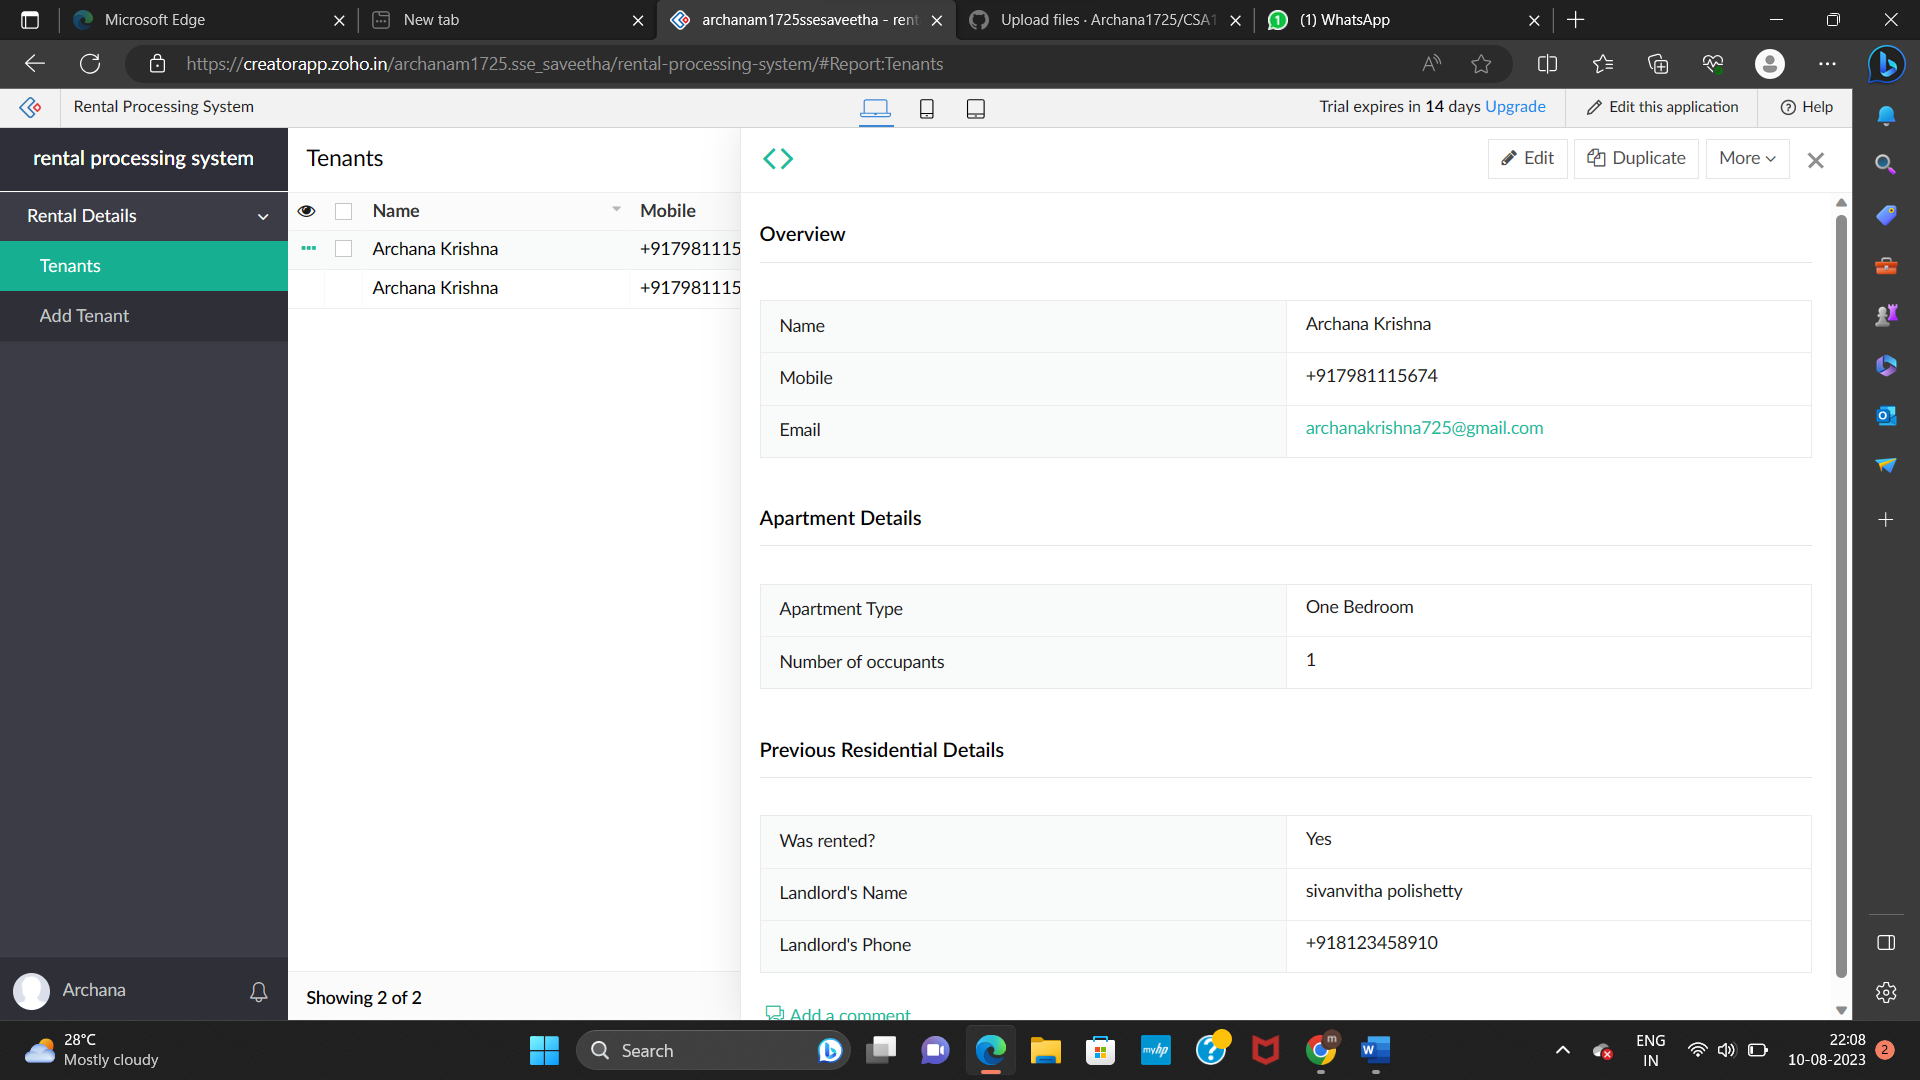 Microsoft Edge
New tab
archanam1725ssesaveetha - rent
Upload files · Archana1725/CSA1
(1) WhatsApp
https://creatorapp.zoho.in/archanam1725.sse_saveetha/rental-processing-system/#Report:Tenants
Rental Processing System
Trial expires in 14 days Upgrade
Edit this application
Help
rental processing system
Rental Details
Tenants
Add Tenant
Archana
Tenants
Name
Mobile
Archana Krishna
+917981115
Archana Krishna
+917981115
Showing 2 of 2
Edit
Duplicate
More
Overview
Name
Archana Krishna
Mobile
+917981115674
Email
archanakrishna725@gmail.com
Apartment Details
Apartment Type
One Bedroom
Number of occupants
1
Previous Residential Details
Was rented?
Yes
Landlord's Name
sivanvitha polishetty
Landlord's Phone
+918123458910
Add a comment
28°C
Mostly cloudy
Search
myhp
m
W
ENG
IN
22:08
10-08-2023
2